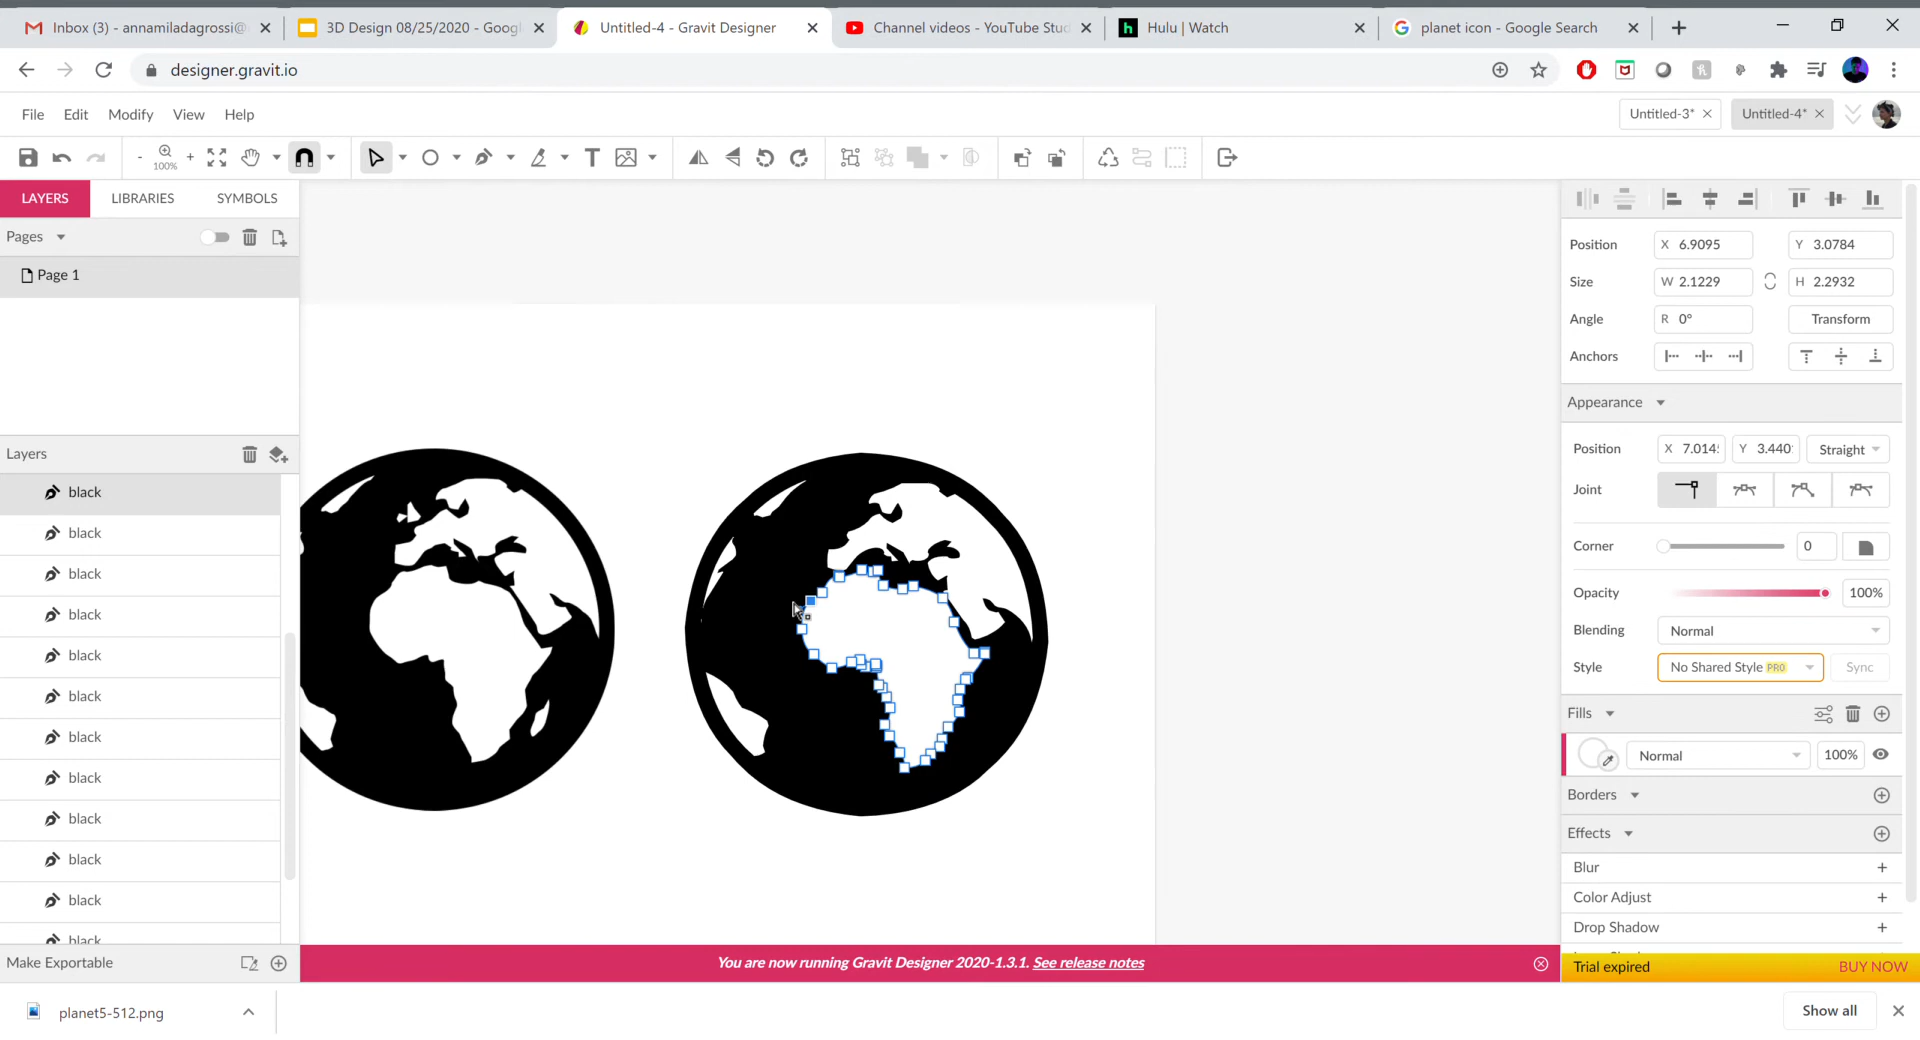 Inbox (3) - annamiladagrossi@
3D Design 08/25/2020 - Goog
Untitled-4 - Gravit Designer
Channel videos - YouTube Stud
Hulu | Watch
planet icon - Google Search
designer.gravit.io
File Edit Modify View Help
Untitled-3* Untitled-4*
- 100% +
LAYERS LIBRARIES SYMBOLS
Pages
Page 1
Layers
black
black
black
black
black
black
black
black
black
black
black
black
Make Exportable
Position X 6.9095 Y 3.0784
Size W 2.1229 H 2.2932
Angle R 0° Transform
Anchors
Appearance
Position X 7.014 Y 3.440 Straight
Joint
Corner 0
Opacity 100%
Blending Normal
Style No Shared Style PRO Sync
Fills
Normal 100%
Borders
Effects
Blur +
Color Adjust +
Drop Shadow +
You are now running Gravit Designer 2020-1.3.1. See release notes
Trial expired BUY NOW
planet5-512.png
Show all